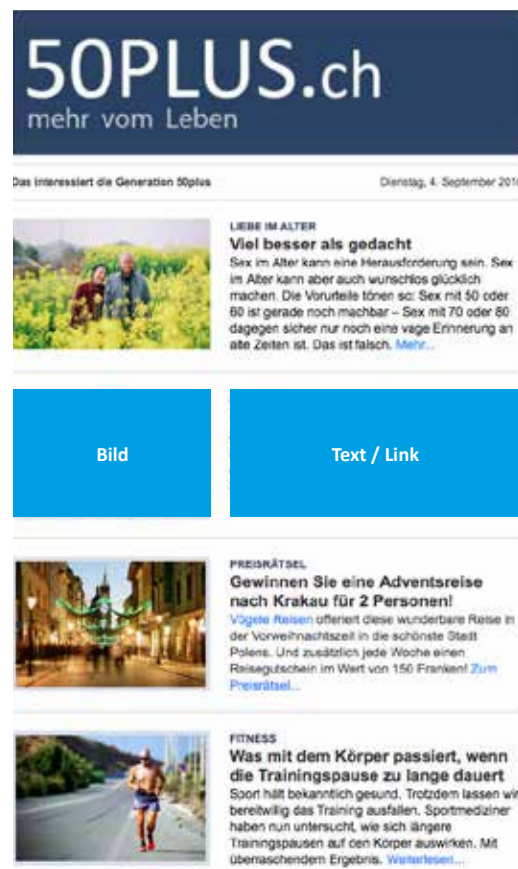 50PLUS.ch
mehr vom Leben
Das interessiert die Generation 50plus
Dienstag, 4. September 201
LIEBE IM ALTER
Viel besser als gedacht
Sex im Alter kann eine Herausforderung sein. Sex
im Alter kann aber auch wunschlos glücklich
machen. Die Vorurteile tönen so: Sex mit 50 oder
60 ist gerade noch machbar – Sex mit 70 oder 80
dagegen sicher nur noch eine vage Erinnerung an
alte Zeiten ist. Das ist falsch. Mehr...
Bild
Text / Link
PREISRÄTSEL
Gewinnen Sie eine Adventsreise
nach Krakau für 2 Personen!
Vögele Reisen offeriert diese wunderbare Reise in
der Vorweihnachtszeit in die schönste Stadt
Polens. Und zusätzlich jede Woche einen
Reisegutschein im Wert von 150 Franken! Zum
Preisrätsel...
FITNESS
Was mit dem Körper passiert, wenn
die Trainingspause zu lange dauert
Sport hält bekanntlich gesund. Trotzdem lassen wir
bereitwillig das Training ausfallen. Sportmediziner
haben nun untersucht, wie sich längere
Trainingspausen auf den Körper auswirken. Mit
überraschendem Ergebnis. Weiterlesen...